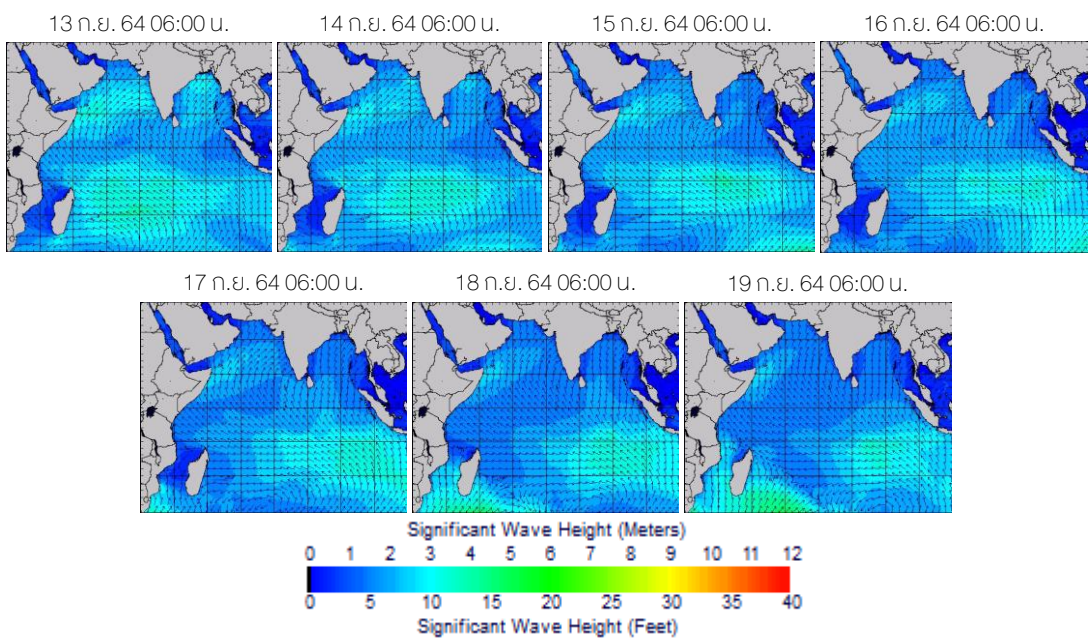 13 ก.ย. 64 06:00 น.
14 ก.ย. 64 06:00 น.
15 ก.ย. 64 06:00 น.
16 ก.ย. 64 06:00 น.
17 ก.ย. 64 06:00 น.
18 ก.ย. 64 06:00 น.
19 ก.ย. 64 06:00 น.
Significant Wave Height (Meters)
0 1 2 3 4 5 6 7 8 9 10 11 12
0 5 10 15 20 25 30 35 40
Significant Wave Height (Feet)